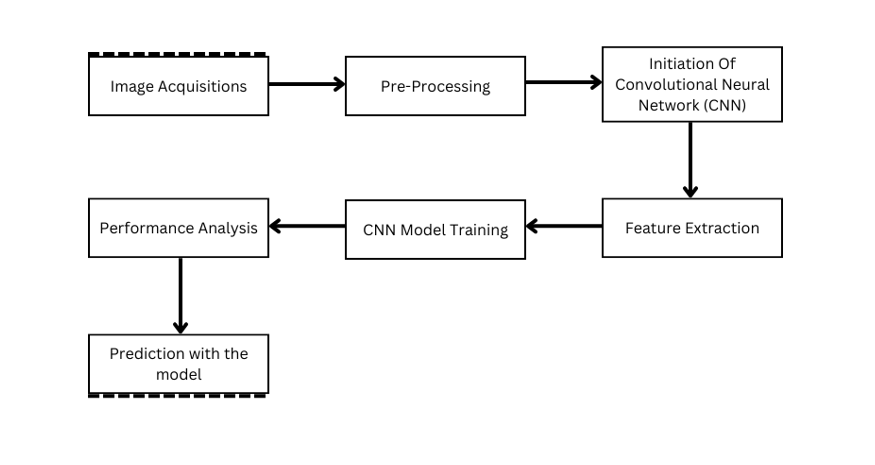 Image Acquisitions
Pre-Processing
Initiation Of
Convolutional Neural
Network (CNN)
Feature Extraction
CNN Model Training
Performance Analysis
Prediction with the
model